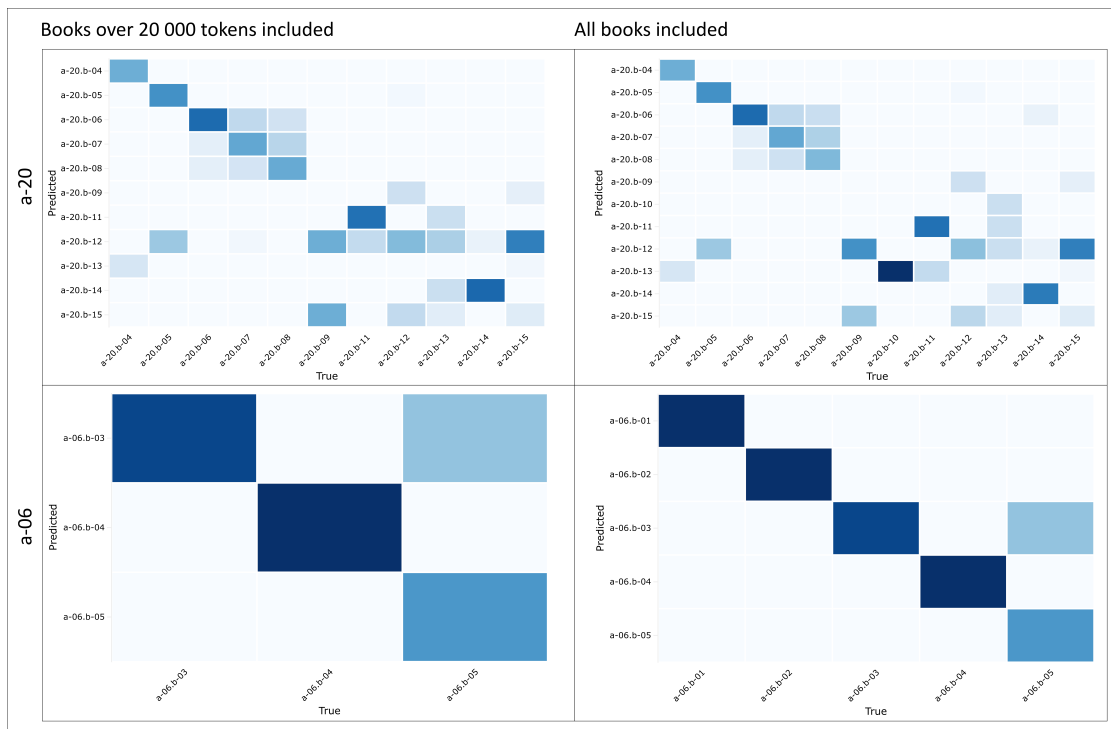 Books over 20 000 tokens included
All books included
a-20
Predicted
a-20.b-04
a-20.b-05
a-20.b-06
a-20.b-07
a-20.b-08
a-20.b-09
a-20.b-11
a-20.b-12
a-20.b-13
a-20.b-14
a-20.b-15
a-20.b-04
a-20.b-05
a-20.b-06
a-20.b-07
a-20.b-08
a-20.b-09
a-20.b-11
a-20.b-12
a-20.b-13
a-20.b-14
a-20.b-15
True
Predicted
a-20.b-04
a-20.b-05
a-20.b-06
a-20.b-07
a-20.b-08
a-20.b-09
a-20.b-10
a-20.b-11
a-20.b-12
a-20.b-13
a-20.b-14
a-20.b-15
a-20.b-04
a-20.b-05
a-20.b-06
a-20.b-07
a-20.b-08
a-20.b-09
a-20.b-10
a-20.b-11
a-20.b-12
a-20.b-13
a-20.b-14
a-20.b-15
True
a-06
Predicted
a-06.b-03
a-06.b-04
a-06.b-05
a-06.b-03
a-06.b-04
a-06.b-05
True
Predicted
a-06.b-01
a-06.b-02
a-06.b-03
a-06.b-04
a-06.b-05
a-06.b-01
a-06.b-02
a-06.b-03
a-06.b-04
a-06.b-05
True